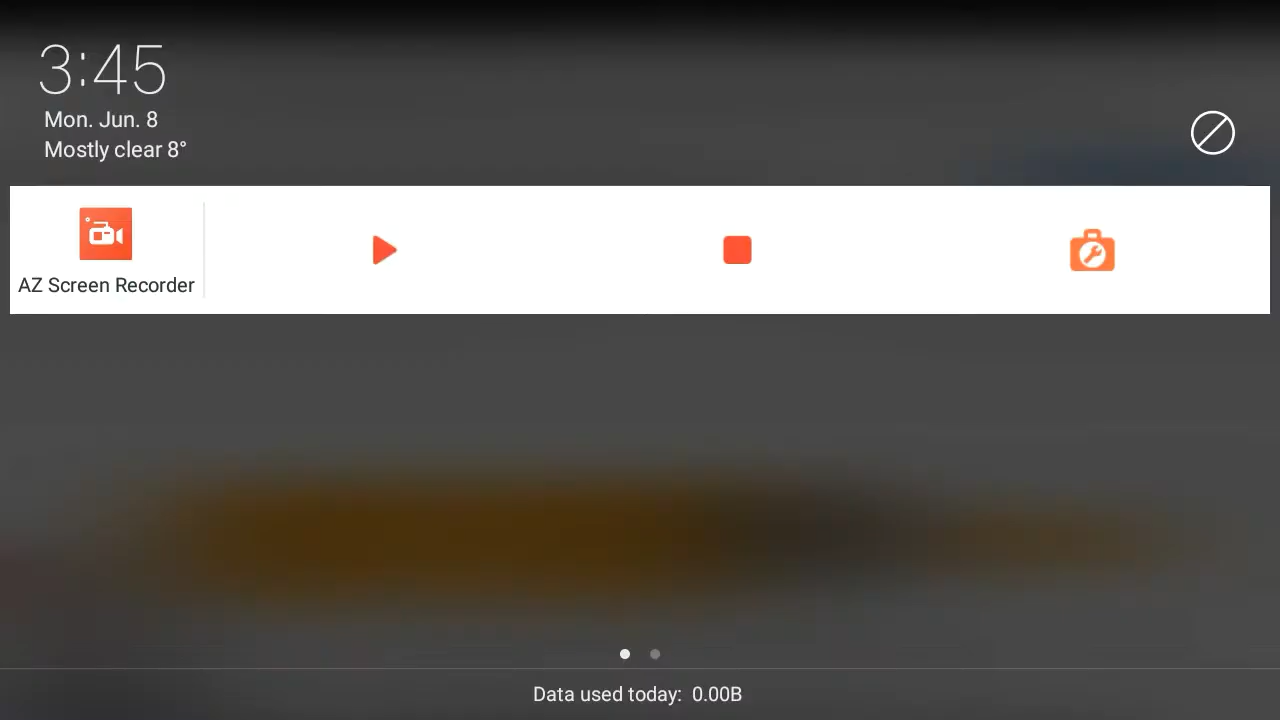 3:45
Mon. Jun. 8
Mostly clear 8°
AZ Screen Recorder
Data used today: 0.00B